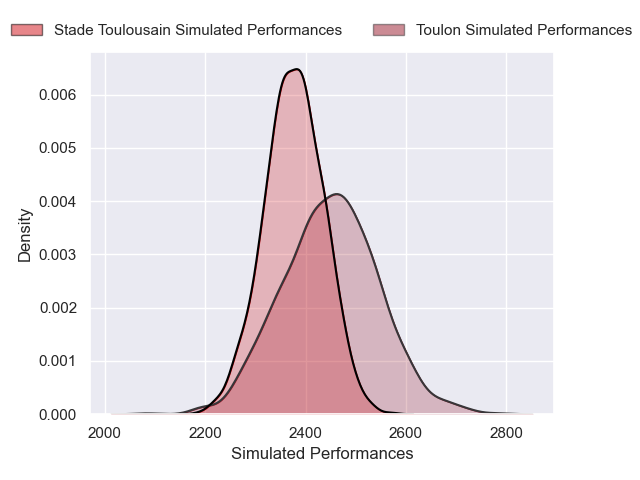 Stade Toulousain Simulated Performances Toulon Simulated Performances
0.006
0.005
0.004
0.003
0.002
0.001
0.000
Density
2000 2200 2400 2600 2800
Simulated Performances